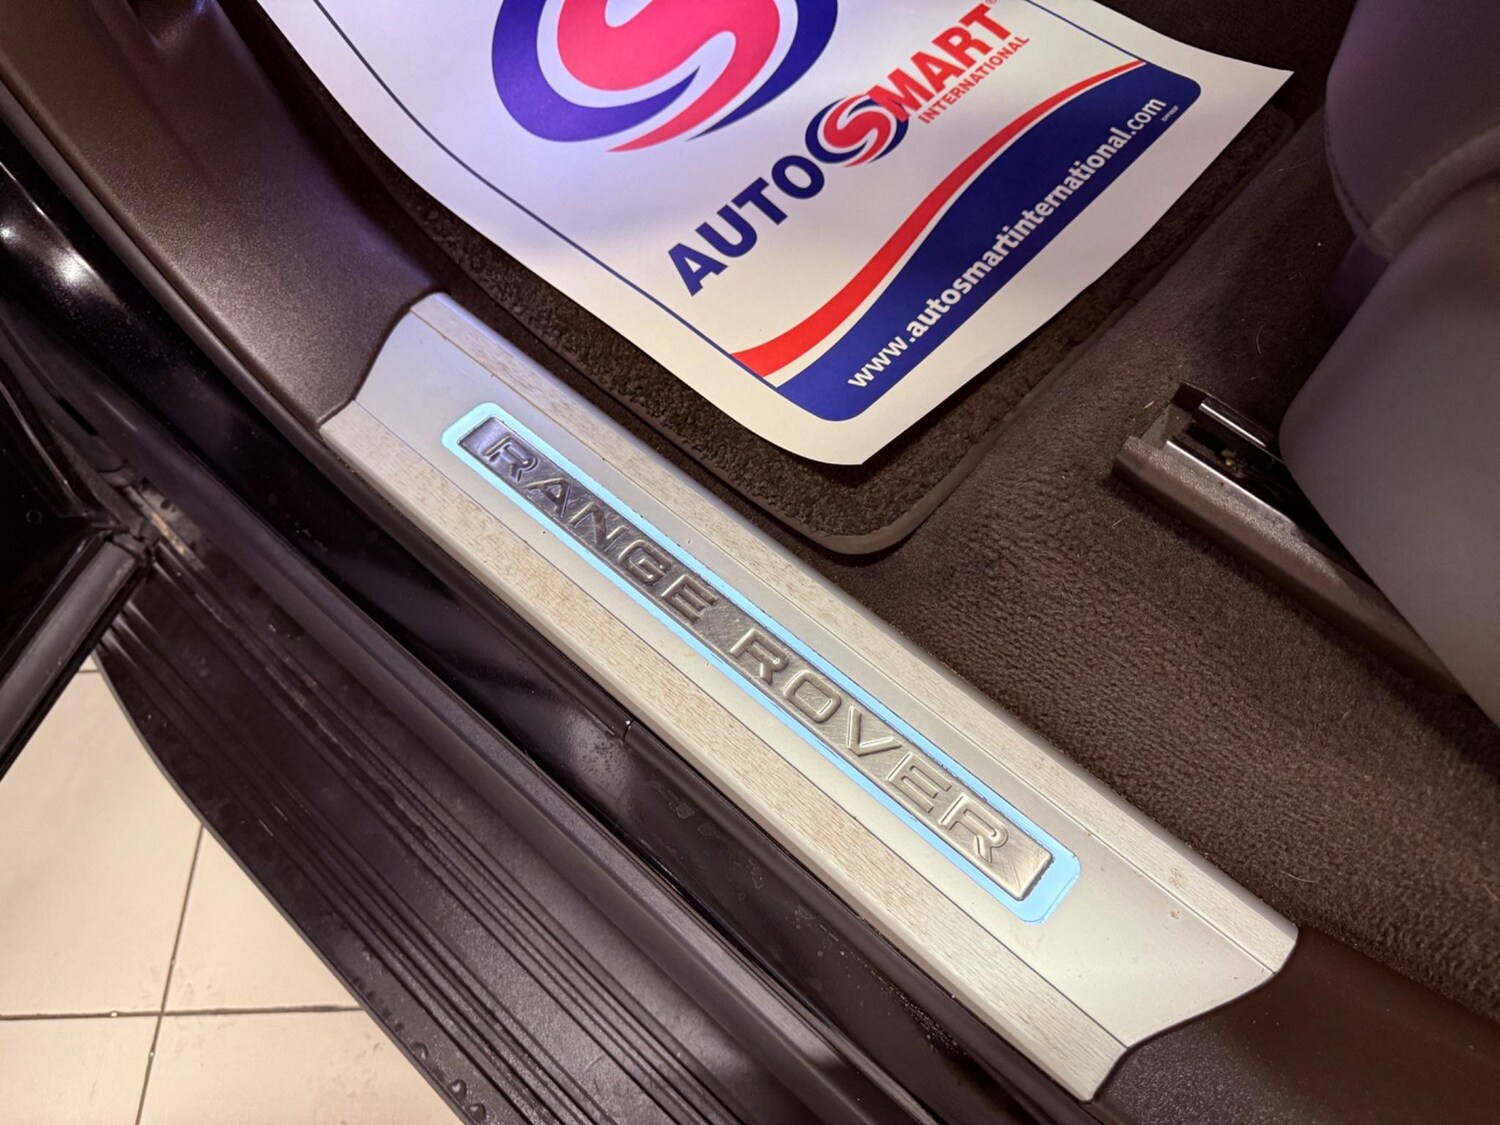 AUTOSMART®
INTERNATIONAL
www.autosmartinternational.com
RANGE ROVER